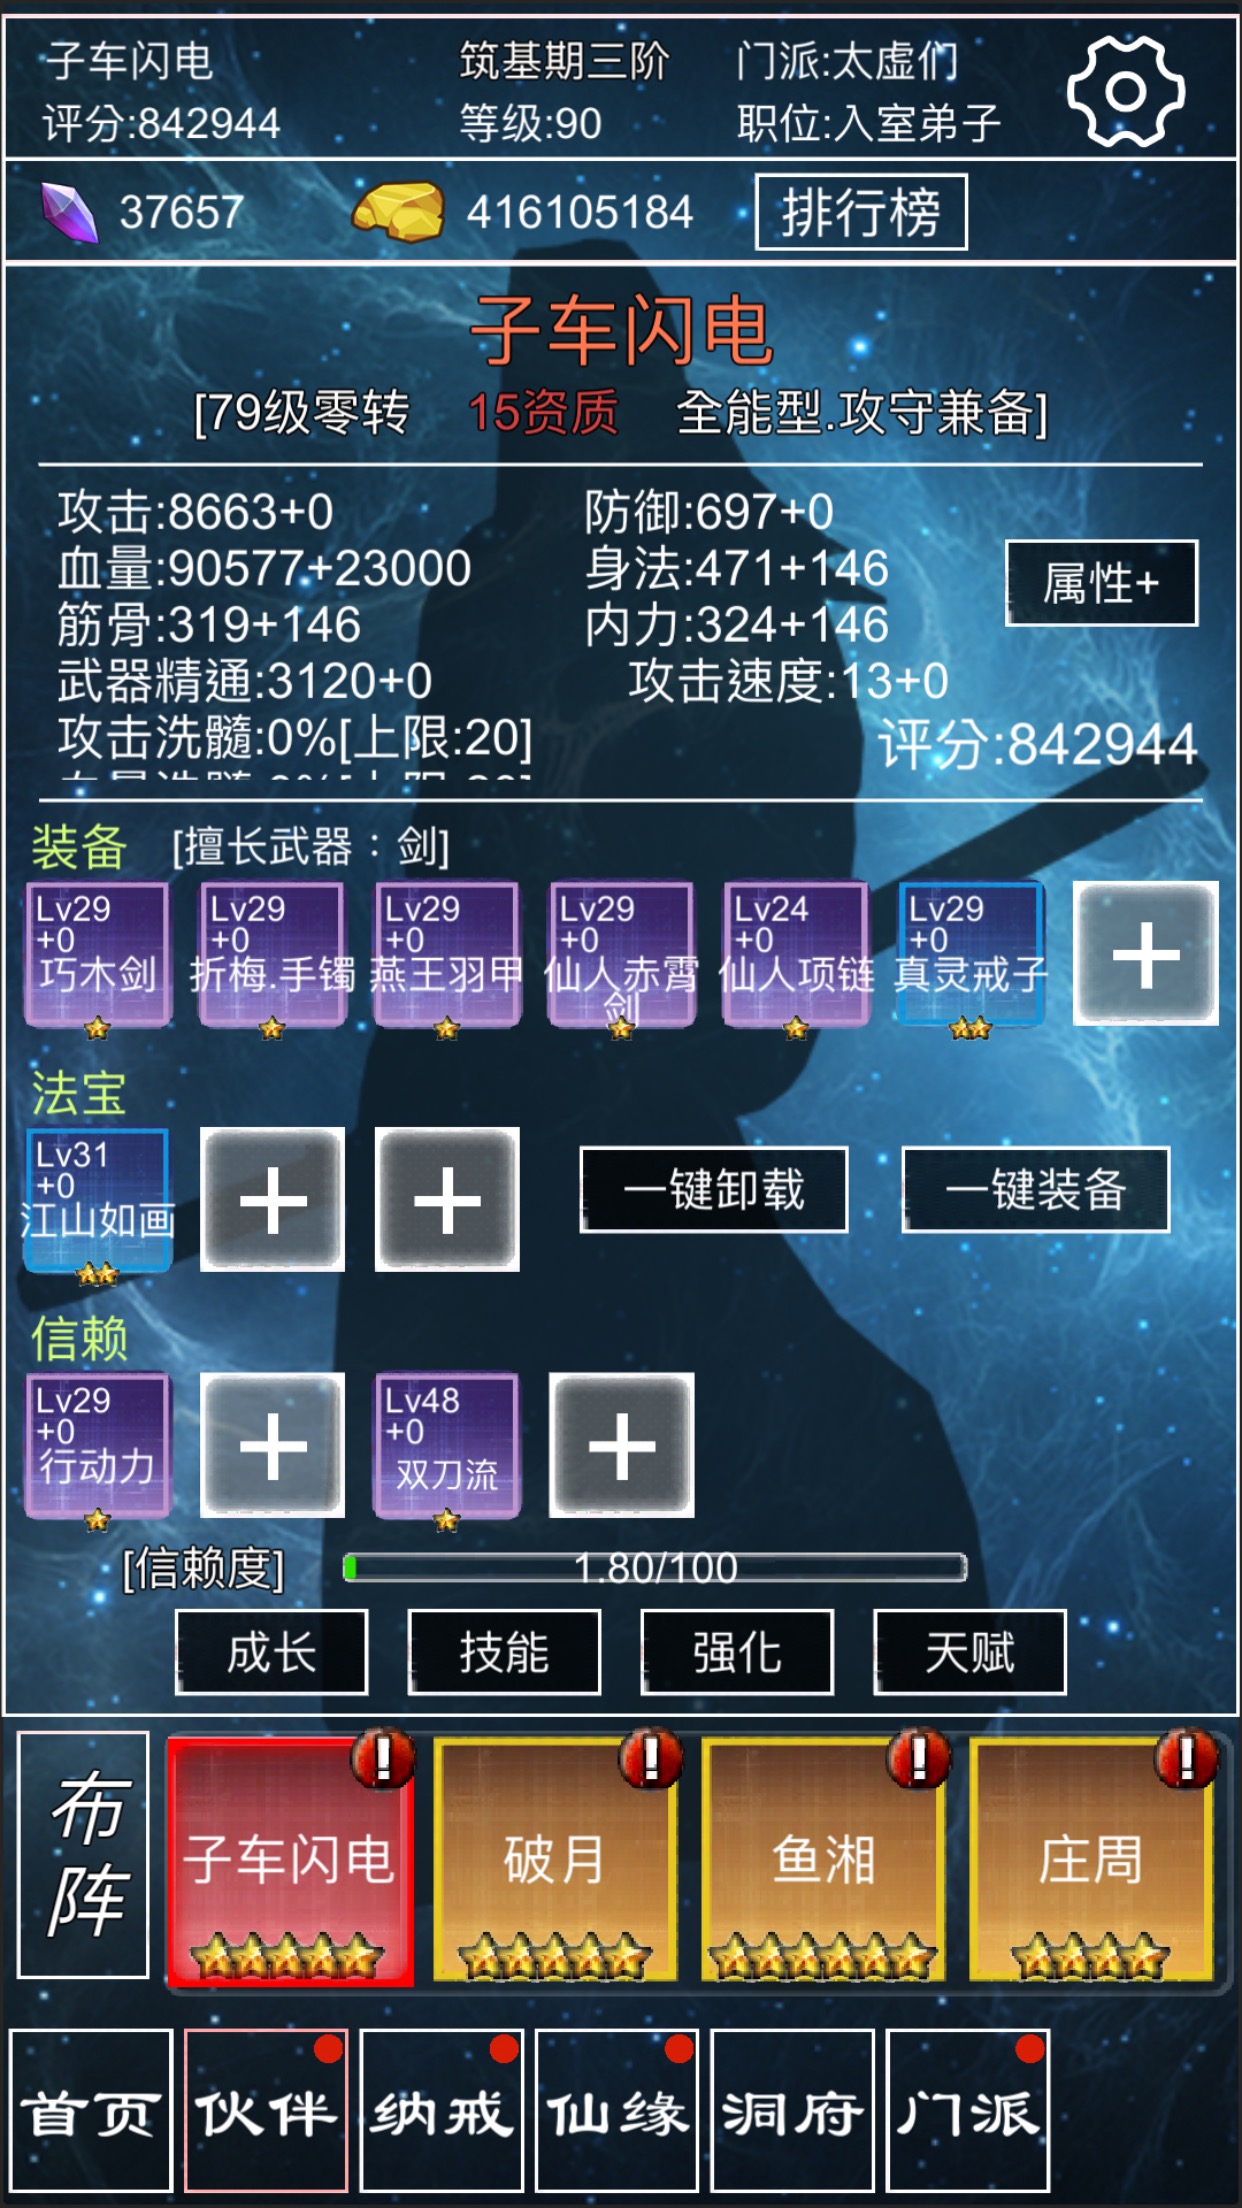 子车闪电 筑基期三阶 门派:太虚们
评分:842944 等级:90 职位:入室弟子
37657 416105184 排行榜
子车闪电
[79级零转 15资质 全能型.攻守兼备]
攻击:8663+0 防御:697+0
血量:90577+23000 身法:471+146
属性+
筋骨:319+146 内力:324+146
武器精通:3120+0 攻击速度:13+0
攻击洗髓:0%[上限:20] 评分:842944
装备 [擅长武器：剑]
Lv29 Lv29 Lv29 Lv29 Lv24 Lv29
+0 +0 +0 +0 +0 +0
巧木剑 折梅.手镯 燕王羽甲 仙人赤霄剑 仙人项链 真灵戒子
法宝
Lv31
+0
江山如画
一键卸载 一键装备
信赖
Lv29 Lv48
+0 +0
行动力 双刀流
[信赖度] 1.80/100
成长 技能 强化 天赋
布阵
子车闪电 破月 鱼湘 庄周
首页 伙伴 纳戒 仙缘 洞府 门派